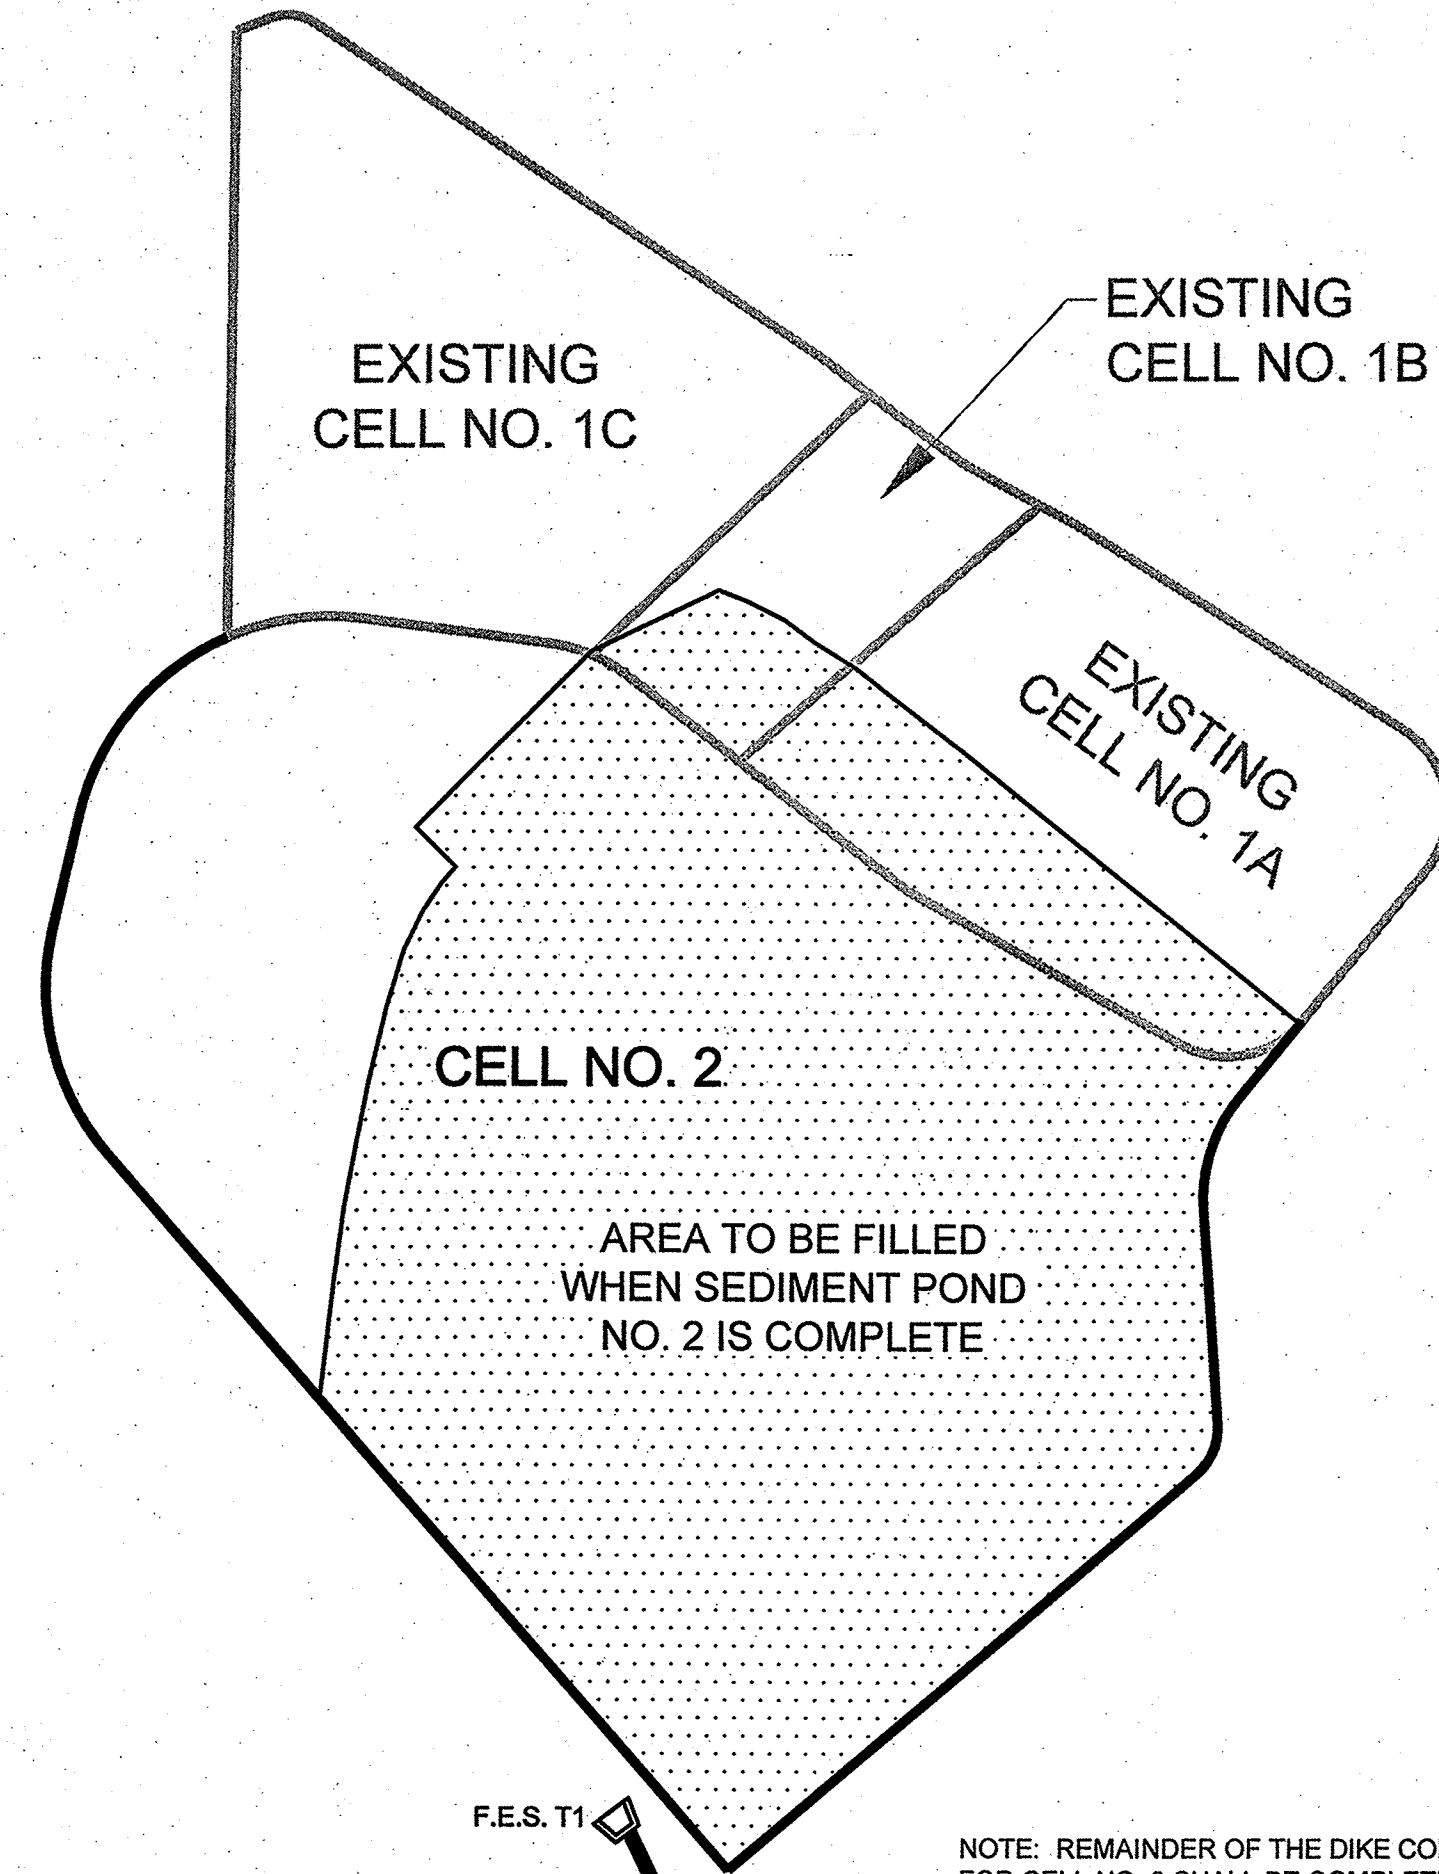 EXISTING
CELL NO. 1B
EXISTING
CELL NO. 1C
EXISTING
CELL NO. 1A
CELL NO. 2
AREA TO BE FILLED
WHEN SEDIMENT POND
NO. 2 IS COMPLETE
F.E.S. T1
NOTE: REMAINDER OF THE DIKE